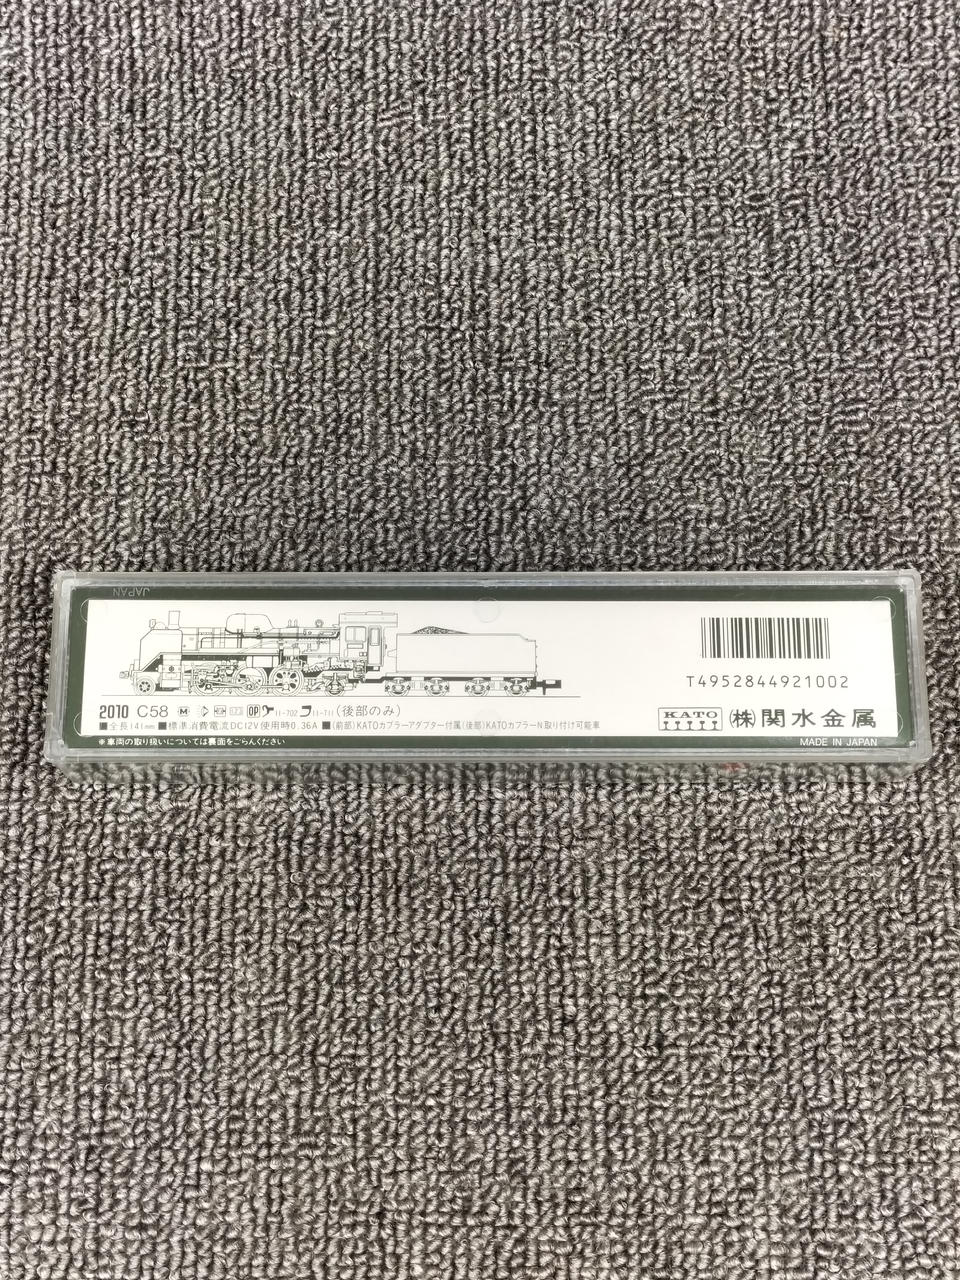 JAPAN
T4952844921002
2010 C58 M OP 11-702 11-711 (後部のみ)
■全長141mm ■標準消費電流DC12V使用時0.36A ■(前部)KATOカプラーアダプター付属(後部)KATOカプラーN取り付け可能車
KATO (株)関水金属
※車両の取り扱いについては裏面をごらんください
MADE IN JAPAN